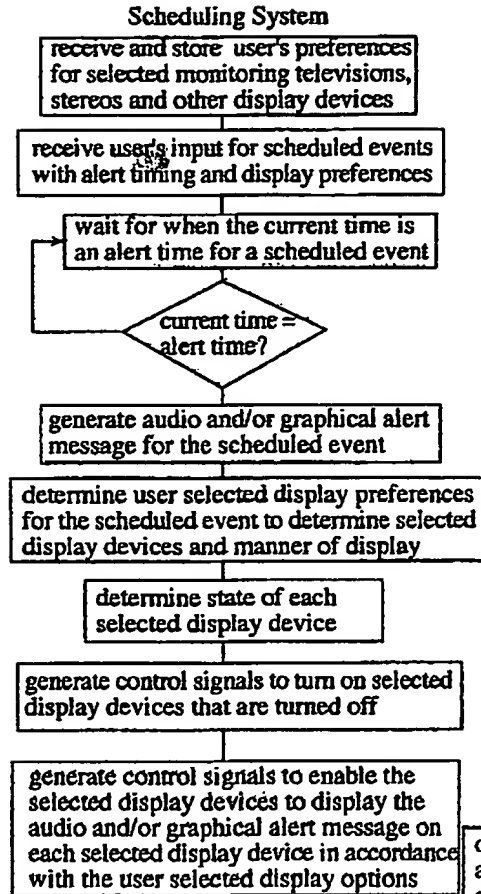 Scheduling System
receive and store user's preferences
for selected monitoring televisions,
stereos and other display devices
receive user's input for scheduled events
with alert timing and display preferences
wait for when the current time is
an alert time for a scheduled event
current time =
alert time?
generate audio and/or graphical alert
message for the scheduled event
determine user selected display preferences
for the scheduled event to determine selected
display devices and manner of display
determine state of each
selected display device
generate control signals to turn on selected
display devices that are turned off
generate control signals to enable the
selected display devices to display the
audio and/or graphical alert message on
each selected display device in accordance
with the user selected display options